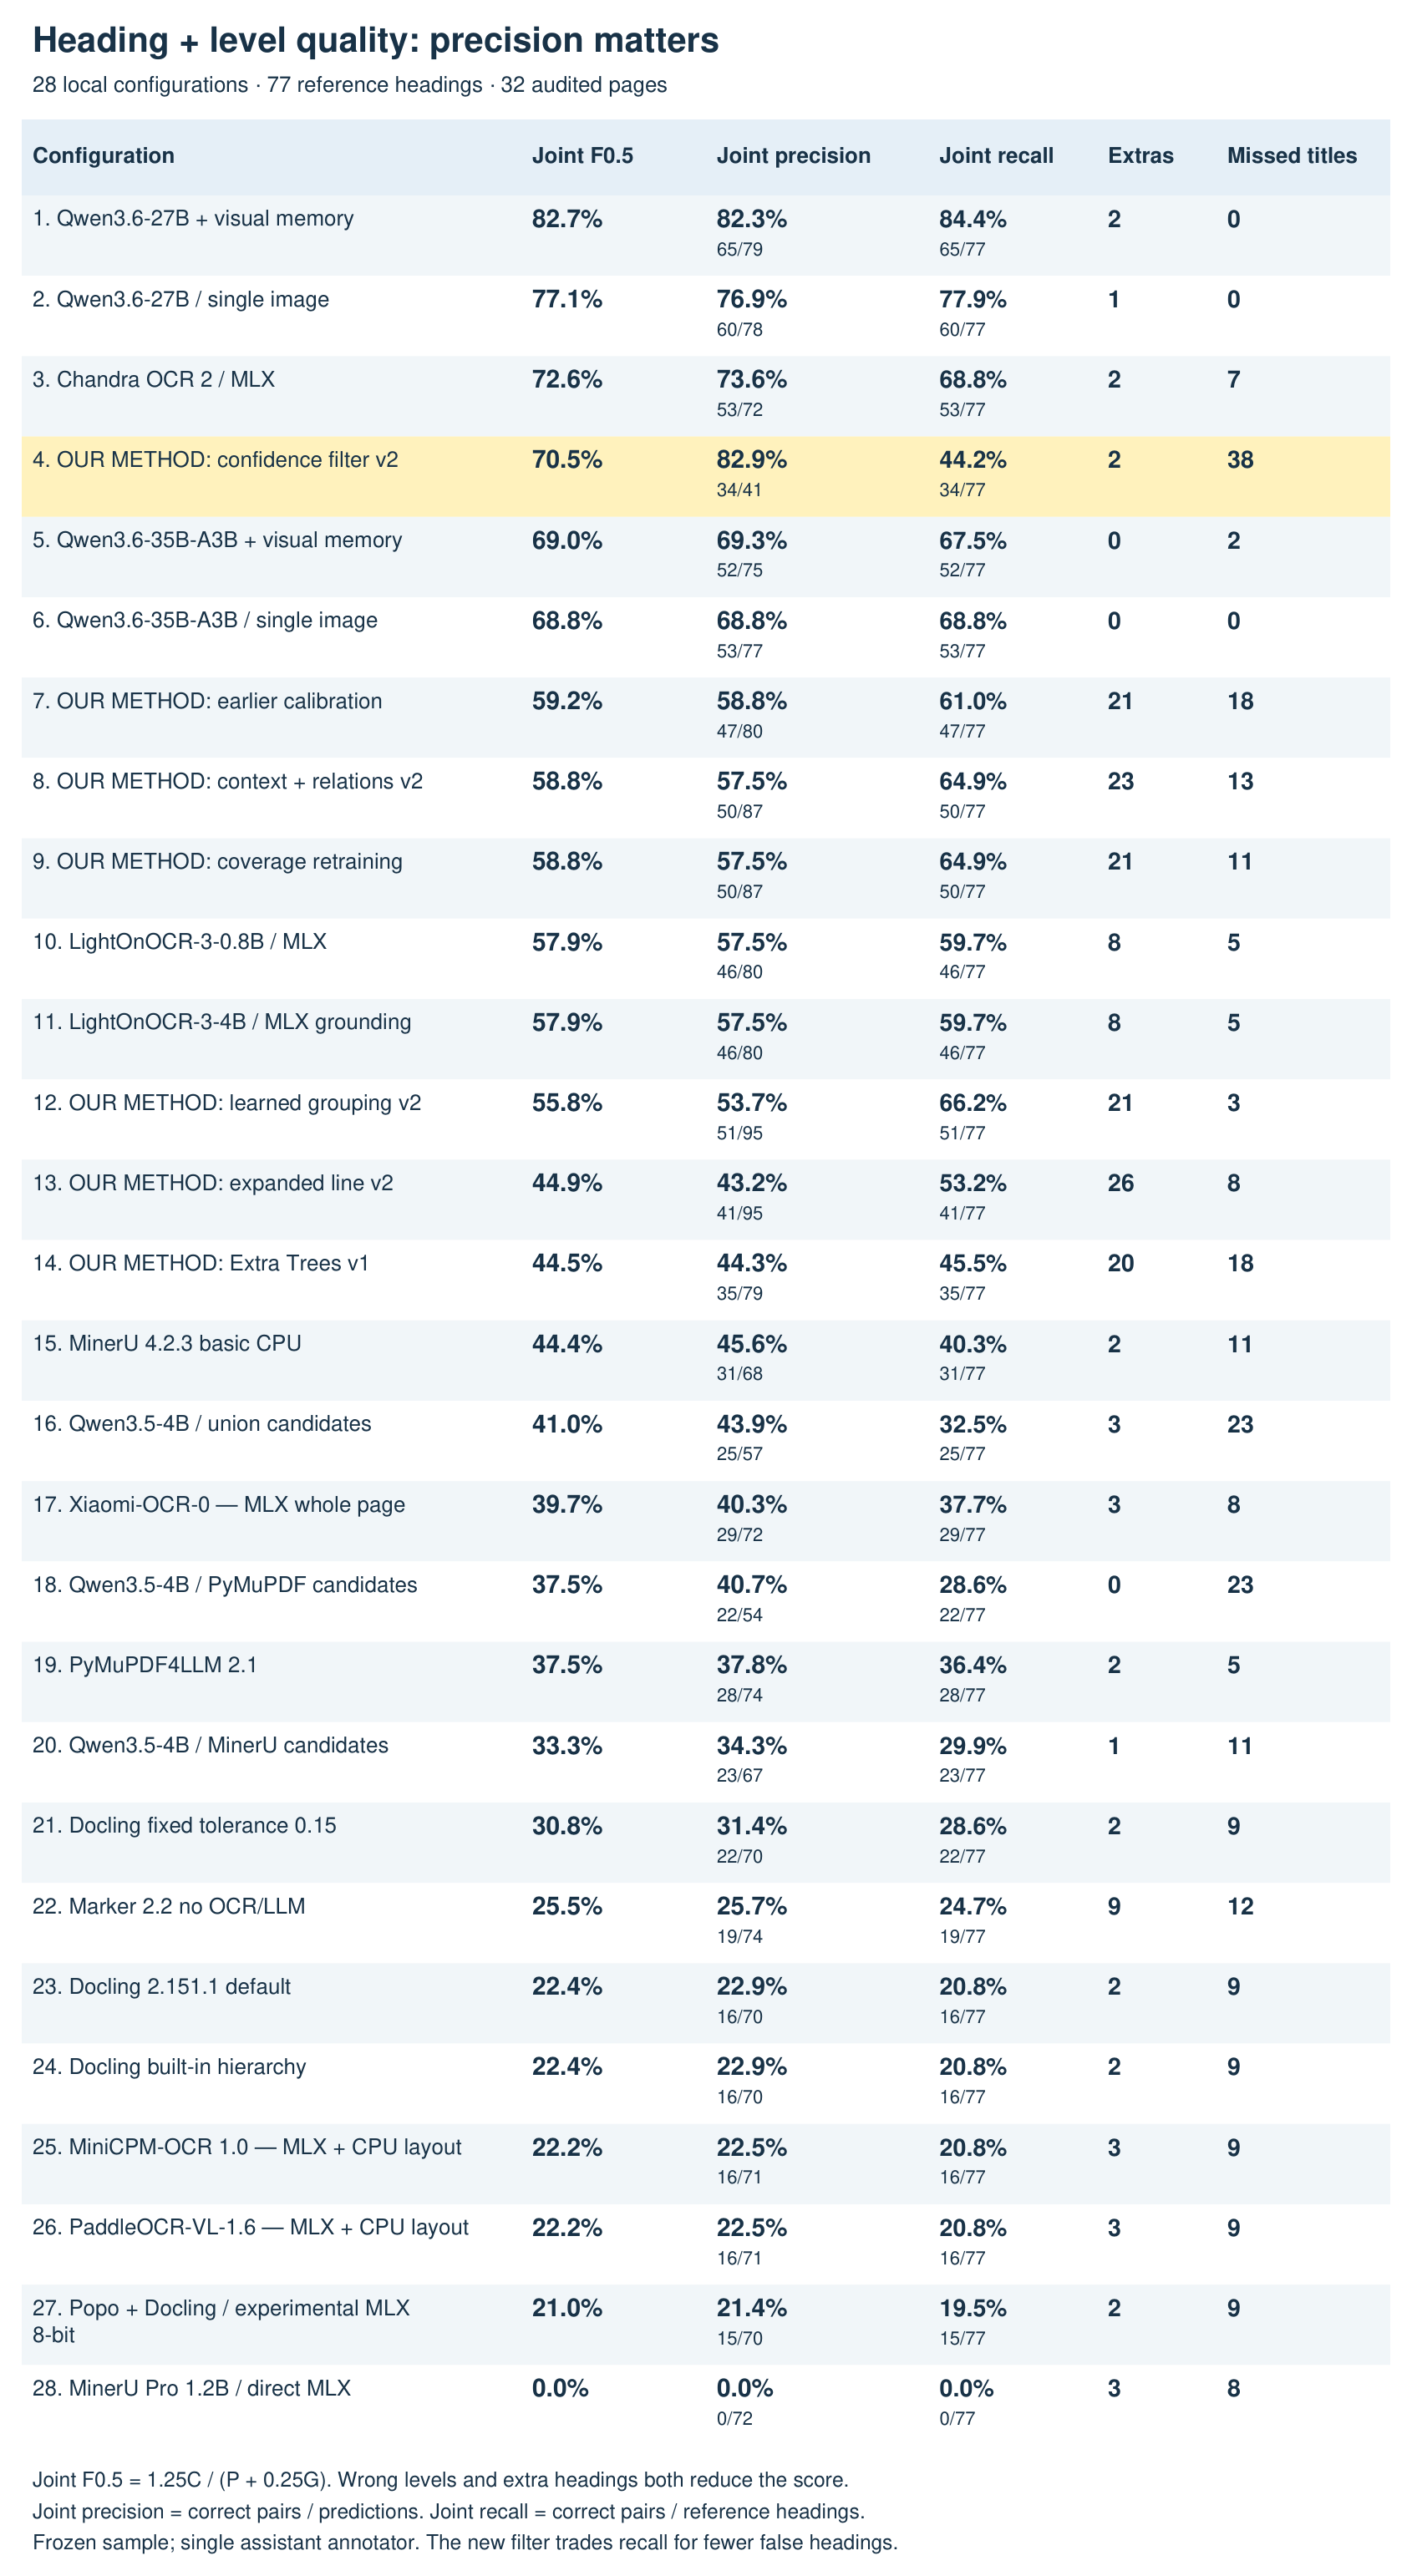 Heading + level quality: precision matters
28 local configurations · 77 reference headings · 32 audited pages
Configuration Joint F0.5 Joint precision Joint recall Extras Missed titles
1. Qwen3.6-27B + visual memory 82.7% 82.3% 84.4% 2 0
65/79 65/77
2. Qwen3.6-27B / single image 77.1% 76.9% 77.9% 1 0
60/78 60/77
3. Chandra OCR 2 / MLX 72.6% 73.6% 68.8% 2 7
53/72 53/77
4. OUR METHOD: confidence filter v2 70.5% 82.9% 44.2% 2 38
34/41 34/77
5. Qwen3.6-35B-A3B + visual memory 69.0% 69.3% 67.5% 0 2
52/75 52/77
6. Qwen3.6-35B-A3B / single image 68.8% 68.8% 68.8% 0 0
53/77 53/77
7. OUR METHOD: earlier calibration 59.2% 58.8% 61.0% 21 18
47/80 47/77
8. OUR METHOD: context + relations v2 58.8% 57.5% 64.9% 23 13
50/87 50/77
9. OUR METHOD: coverage retraining 58.8% 57.5% 64.9% 21 11
50/87 50/77
10. LightOnOCR-3-0.8B / MLX 57.9% 57.5% 59.7% 8 5
46/80 46/77
11. LightOnOCR-3-4B / MLX grounding 57.9% 57.5% 59.7% 8 5
46/80 46/77
12. OUR METHOD: learned grouping v2 55.8% 53.7% 66.2% 21 3
51/95 51/77
13. OUR METHOD: expanded line v2 44.9% 43.2% 53.2% 26 8
41/95 41/77
14. OUR METHOD: Extra Trees v1 44.5% 44.3% 45.5% 20 18
35/79 35/77
15. MinerU 4.2.3 basic CPU 44.4% 45.6% 40.3% 2 11
31/68 31/77
16. Qwen3.5-4B / union candidates 41.0% 43.9% 32.5% 3 23
25/57 25/77
17. Xiaomi-OCR-0 — MLX whole page 39.7% 40.3% 37.7% 3 8
29/72 29/77
18. Qwen3.5-4B / PyMuPDF candidates 37.5% 40.7% 28.6% 0 23
22/54 22/77
19. PyMuPDF4LLM 2.1 37.5% 37.8% 36.4% 2 5
28/74 28/77
20. Qwen3.5-4B / MinerU candidates 33.3% 34.3% 29.9% 1 11
23/67 23/77
21. Docling fixed tolerance 0.15 30.8% 31.4% 28.6% 2 9
22/70 22/77
22. Marker 2.2 no OCR/LLM 25.5% 25.7% 24.7% 9 12
19/74 19/77
23. Docling 2.151.1 default 22.4% 22.9% 20.8% 2 9
16/70 16/77
24. Docling built-in hierarchy 22.4% 22.9% 20.8% 2 9
16/70 16/77
25. MiniCPM-OCR 1.0 — MLX + CPU layout 22.2% 22.5% 20.8% 3 9
16/71 16/77
26. PaddleOCR-VL-1.6 — MLX + CPU layout 22.2% 22.5% 20.8% 3 9
16/71 16/77
27. Popo + Docling / experimental MLX 21.0% 21.4% 19.5% 2 9
8-bit 15/70 15/77
28. MinerU Pro 1.2B / direct MLX 0.0% 0.0% 0.0% 3 8
0/72 0/77
Joint F0.5 = 1.25C / (P + 0.25G). Wrong levels and extra headings both reduce the score.
Joint precision = correct pairs / predictions. Joint recall = correct pairs / reference headings.
Frozen sample; single assistant annotator. The new filter trades recall for fewer false headings.